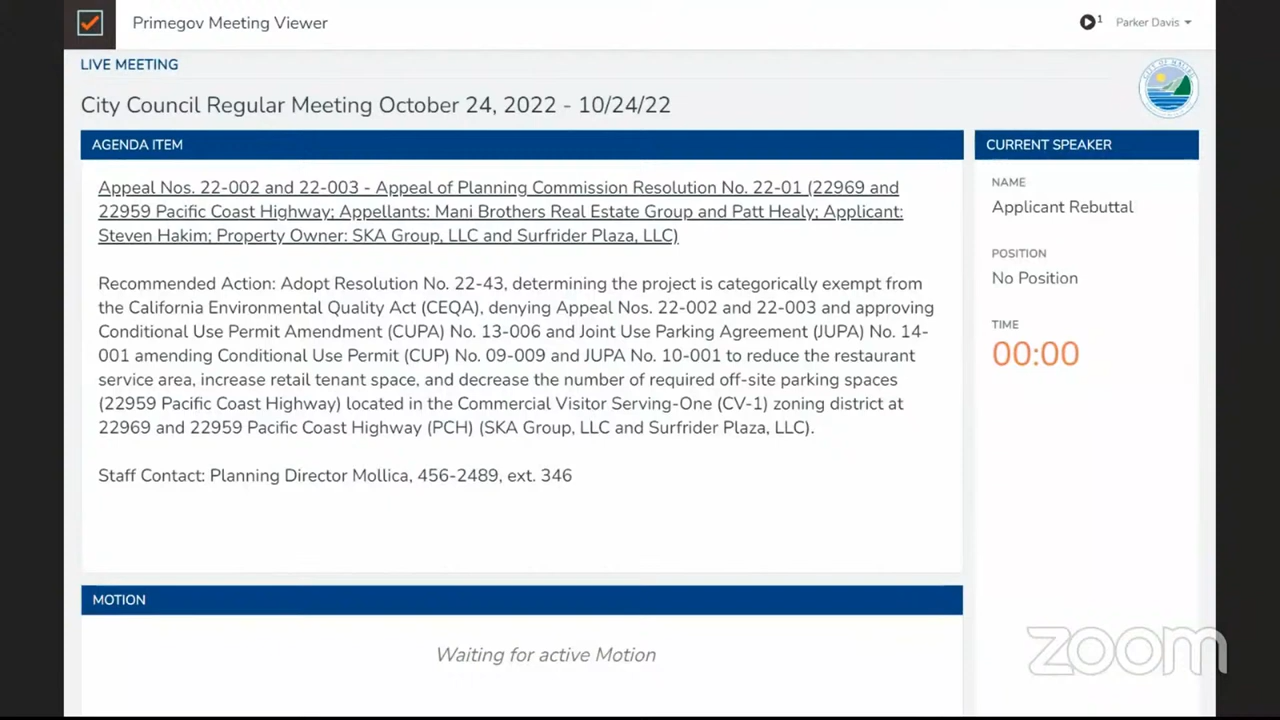 Primegov Meeting Viewer
1
Parker Davis
LIVE MEETING
City Council Regular Meeting October 24, 2022 - 10/24/22
AGENDA ITEM
Appeal Nos. 22-002 and 22-003 - Appeal of Planning Commission Resolution No. 22-01 (22969 and
22959 Pacific Coast Highway; Appellants: Mani Brothers Real Estate Group and Patt Healy; Applicant:
Steven Hakim; Property Owner: SKA Group, LLC and Surfrider Plaza, LLC)
Recommended Action: Adopt Resolution No. 22-43, determining the project is categorically exempt from
the California Environmental Quality Act (CEQA), denying Appeal Nos. 22-002 and 22-003 and approving
Conditional Use Permit Amendment (CUPA) No. 13-006 and Joint Use Parking Agreement (JUPA) No. 14-
001 amending Conditional Use Permit (CUP) No. 09-009 and JUPA No. 10-001 to reduce the restaurant
service area, increase retail tenant space, and decrease the number of required off-site parking spaces
(22959 Pacific Coast Highway) located in the Commercial Visitor Serving-One (CV-1) zoning district at
22969 and 22959 Pacific Coast Highway (PCH) (SKA Group, LLC and Surfrider Plaza, LLC).
Staff Contact: Planning Director Mollica, 456-2489, ext. 346
MOTION
Waiting for active Motion
CURRENT SPEAKER
NAME
Applicant Rebuttal
POSITION
No Position
TIME
00:00
zoom